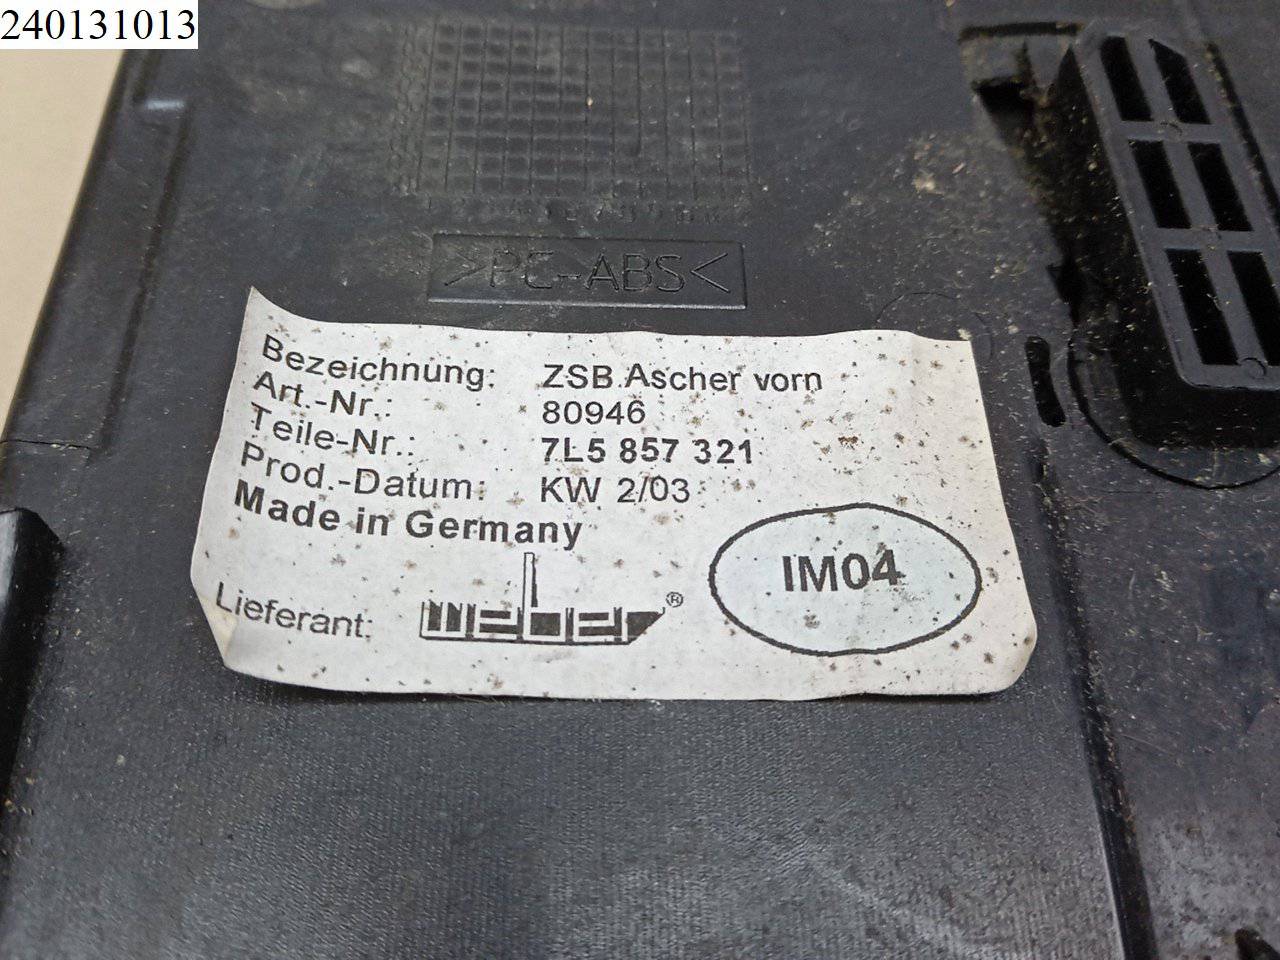 240131013
>PC-ABS<
Bezeichnung: ZSB Ascher vorn
Art.-Nr.: 80946
Teile-Nr.: 7L5 857 321
Prod.-Datum: KW 2/03
Made in Germany
Lieferant: weber®
IM04